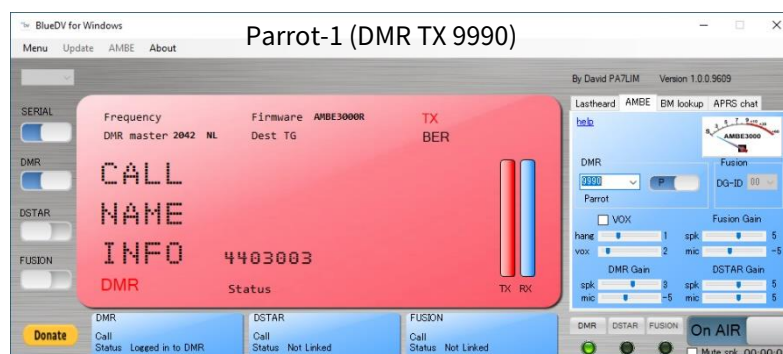 BlueDV for Windows
Parrot-1 (DMR TX 9990)
Menu Update AMBE About
By David PA7LIM Version 1.0.0.9609
SERIAL
DMR
DSTAR
FUSION
Donate
Frequency Firmware AMBE3000R TX
DMR master 2042 NL Dest TG BER
CALL
NAME
INFO 4403003
DMR Status TX RX
DMR DSTAR FUSION
Call Call Call
Status Logged in to DMR Status Not Linked Status Not Linked
Lastheard AMBE BM lookup APRS chat
help
AMBE3000
DMR Fusion
9990 P DG-ID 00
Parrot
VOX Fusion Gain
hang 1 spk 5
vox 2 mic -5
DMR Gain DSTAR Gain
spk 3 spk 5
mic -5 mic 5
DMR DSTAR FUSION On AIR
Mute spk 00:00:0